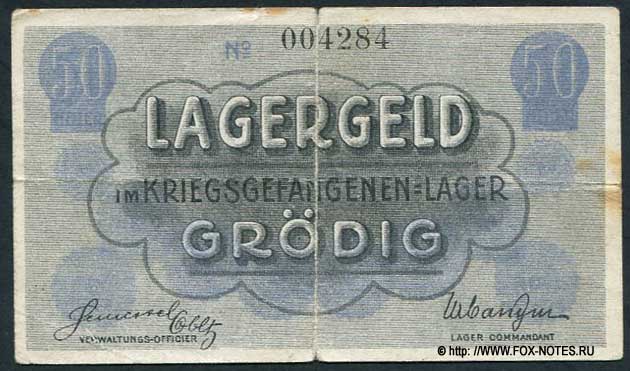 Nº 004284
50 50
LAGERGELD
IM KRIEGSGEFANGENEN=LAGER
GRÖDIG
VERWALTUNGS-OFFICIER
LAGER COMMANDANT
© http://www.FOX-NOTES.RU